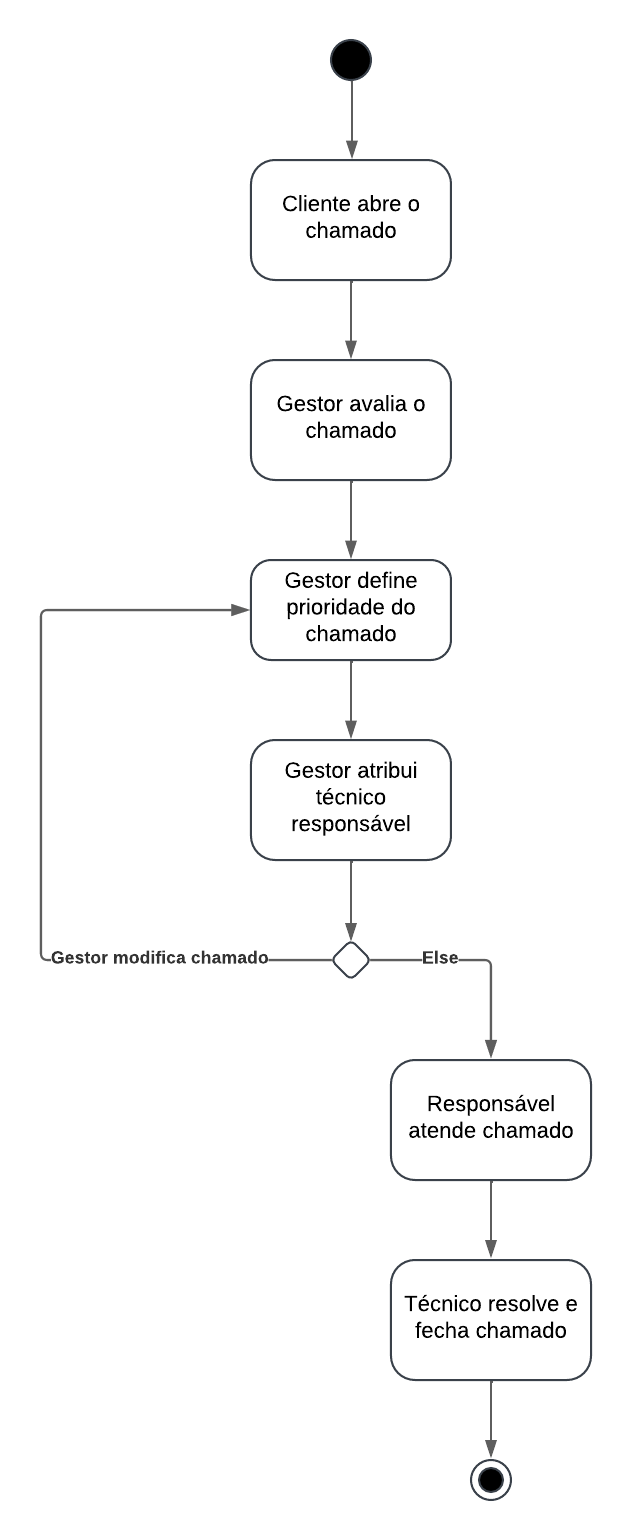 Cliente abre o
chamado
Gestor avalia o
chamado
Gestor define
prioridade do
chamado
Gestor atribui
técnico
responsável
Gestor modifica chamado
Else
Responsável
atende chamado
Técnico resolve e
fecha chamado